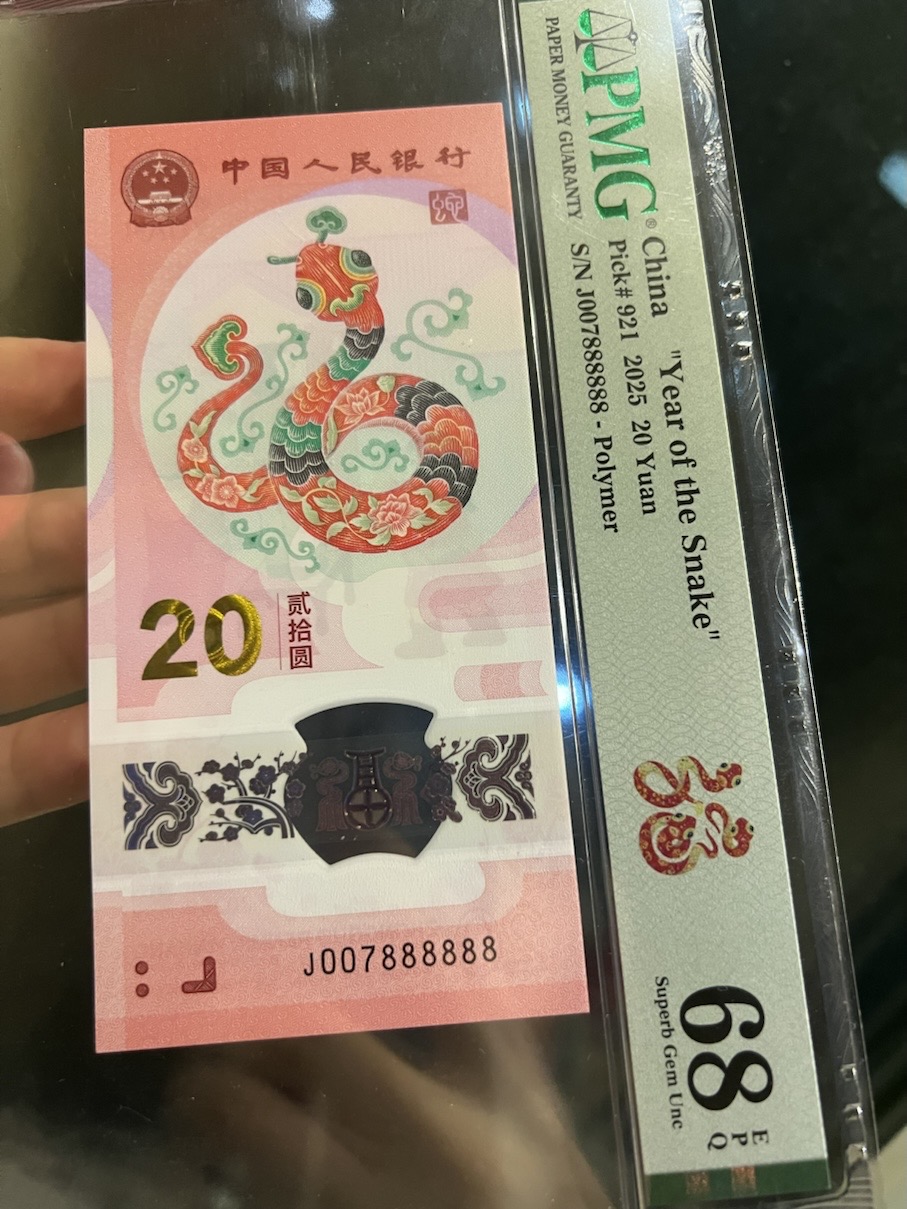 中国人民银行
20
贰拾圆
J007888888
PMG®
PAPER MONEY GUARANTY
China "Year of the Snake"
Pick# 921 2025 20 Yuan
S/N J007888888 - Polymer
68 EPQ
Superb Gem Unc